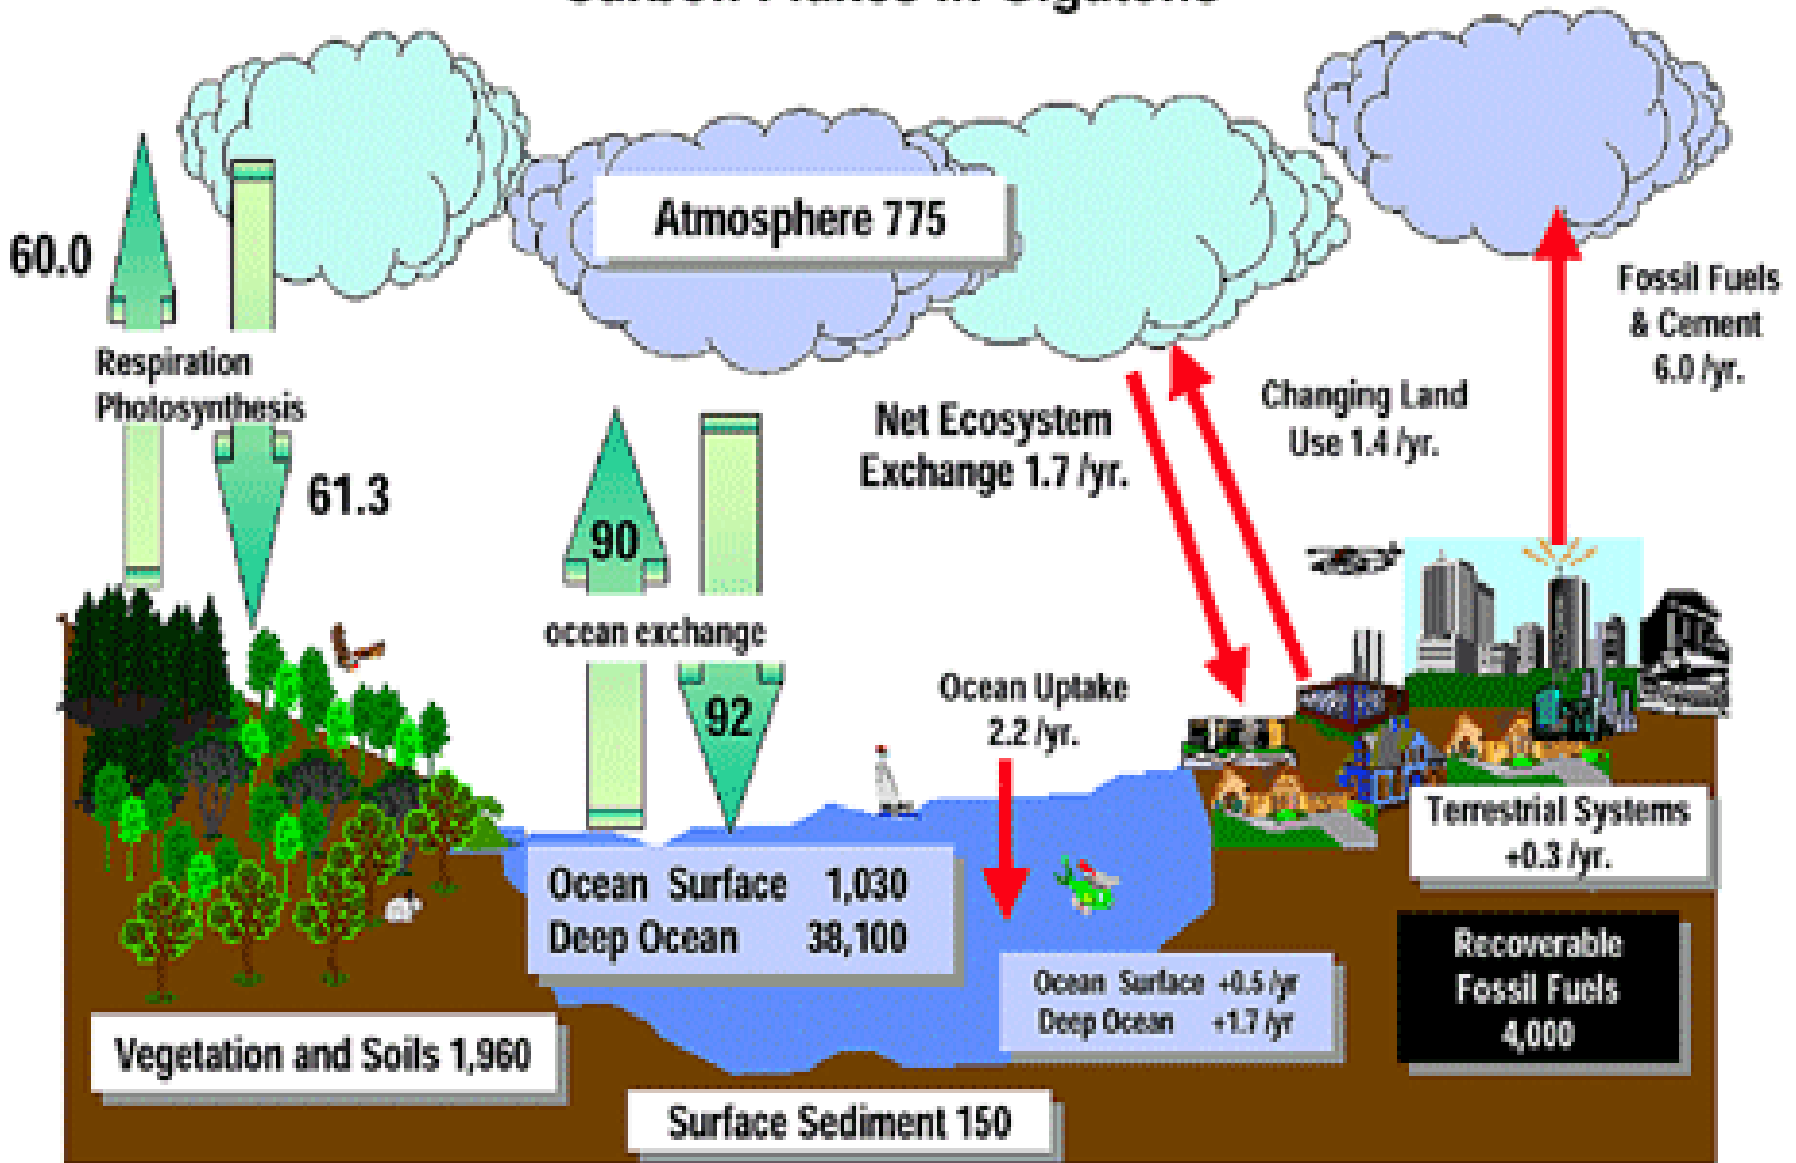 Atmosphere 775
60.0
Respiration
Photosynthesis
61.3
90
ocean exchange
92
Net Ecosystem
Exchange 1.7 /yr.
Changing Land
Use 1.4 /yr.
Fossil Fuels
& Cement
6.0 /yr.
Ocean Uptake
2.2 /yr.
Terrestrial Systems
+0.3 /yr.
Ocean Surface 1,030
Deep Ocean 38,100
Ocean Surface +0.5 /yr
Deep Ocean +1.7 /yr
Recoverable
Fossil Fuels
4,000
Vegetation and Soils 1,960
Surface Sediment 150